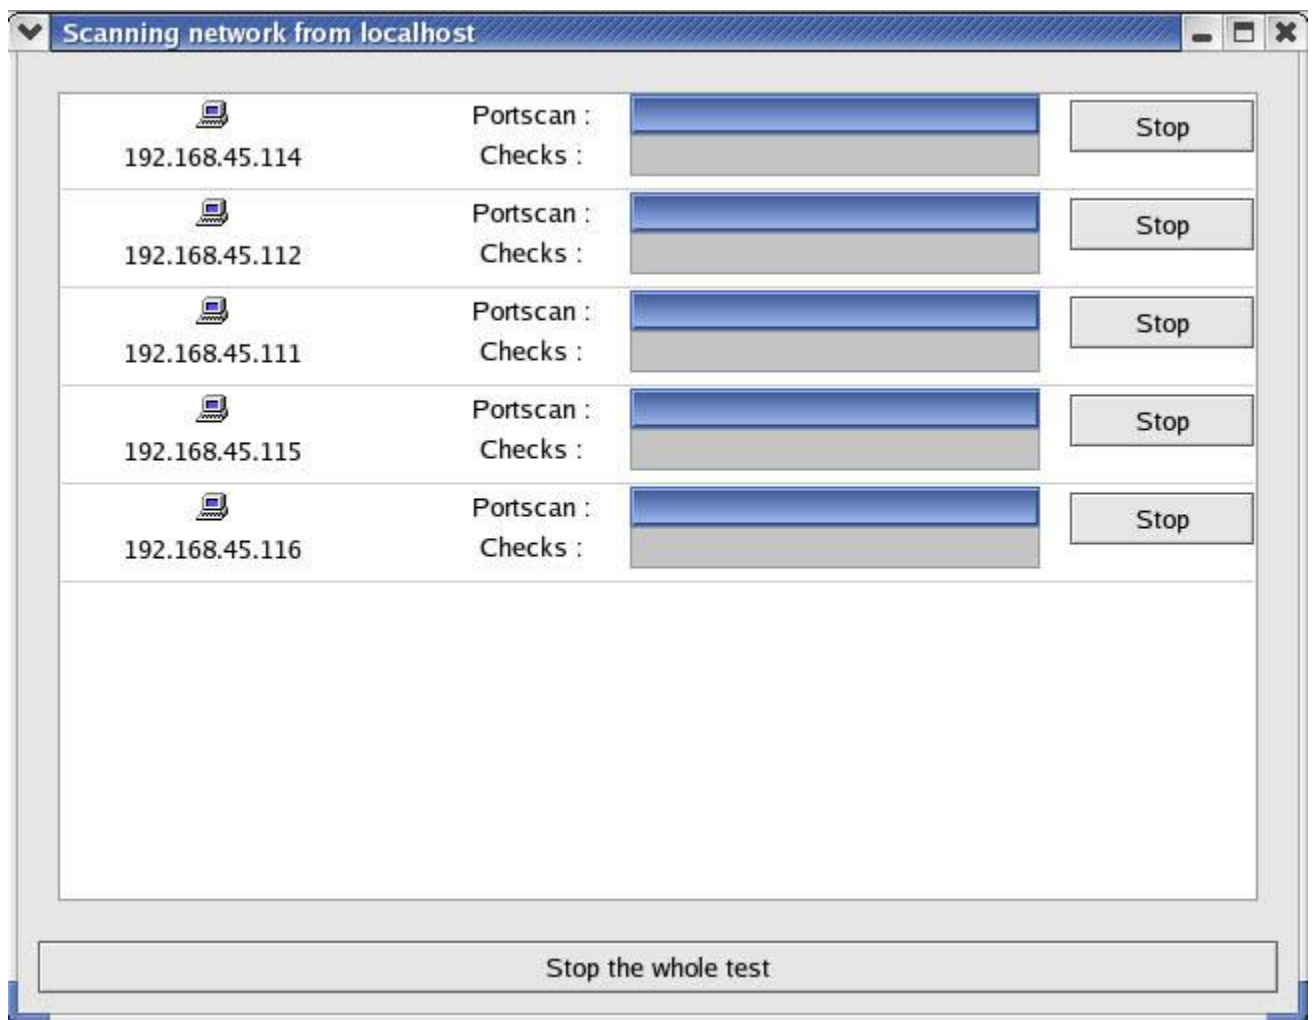 Scanning network from localhost
Portscan :
Stop
192.168.45.114
Checks :
Portscan :
Stop
192.168.45.112
Checks :
Portscan :
Stop
192.168.45.111
Checks :
Portscan :
Stop
192.168.45.115
Checks :
Portscan :
Stop
192.168.45.116
Checks :
Stop the whole test